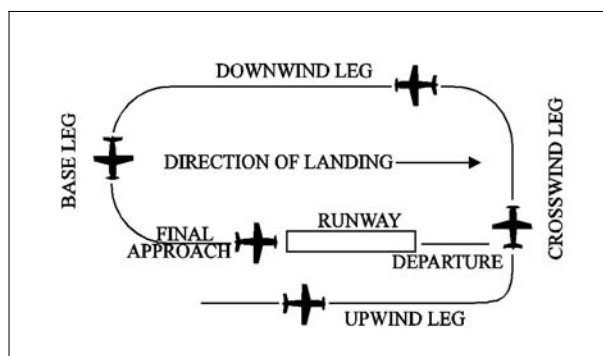 DOWNWIND LEG
BASE LEG
DIRECTION OF LANDING
CROSSWIND LEG
RUNWAY
FINAL
APPROACH
DEPARTURE
UPWIND LEG